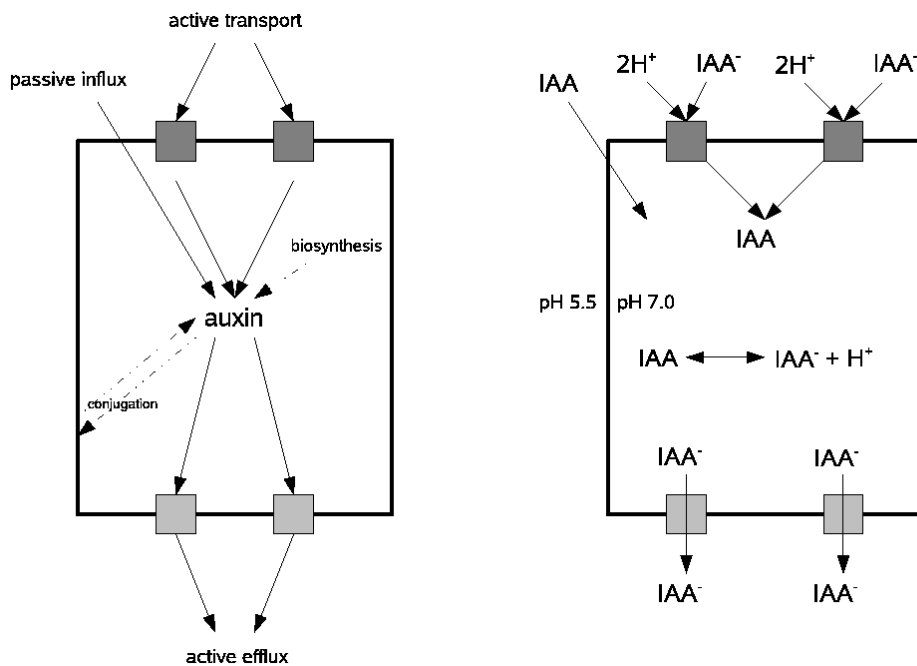 active transport
passive influx
biosynthesis
auxin
conjugation
active efflux
IAA
2H⁺ IAA⁻ 2H⁺ IAA⁻
IAA
pH 5.5 pH 7.0
IAA IAA⁻ + H⁺
IAA⁻ IAA⁻
IAA⁻ IAA⁻